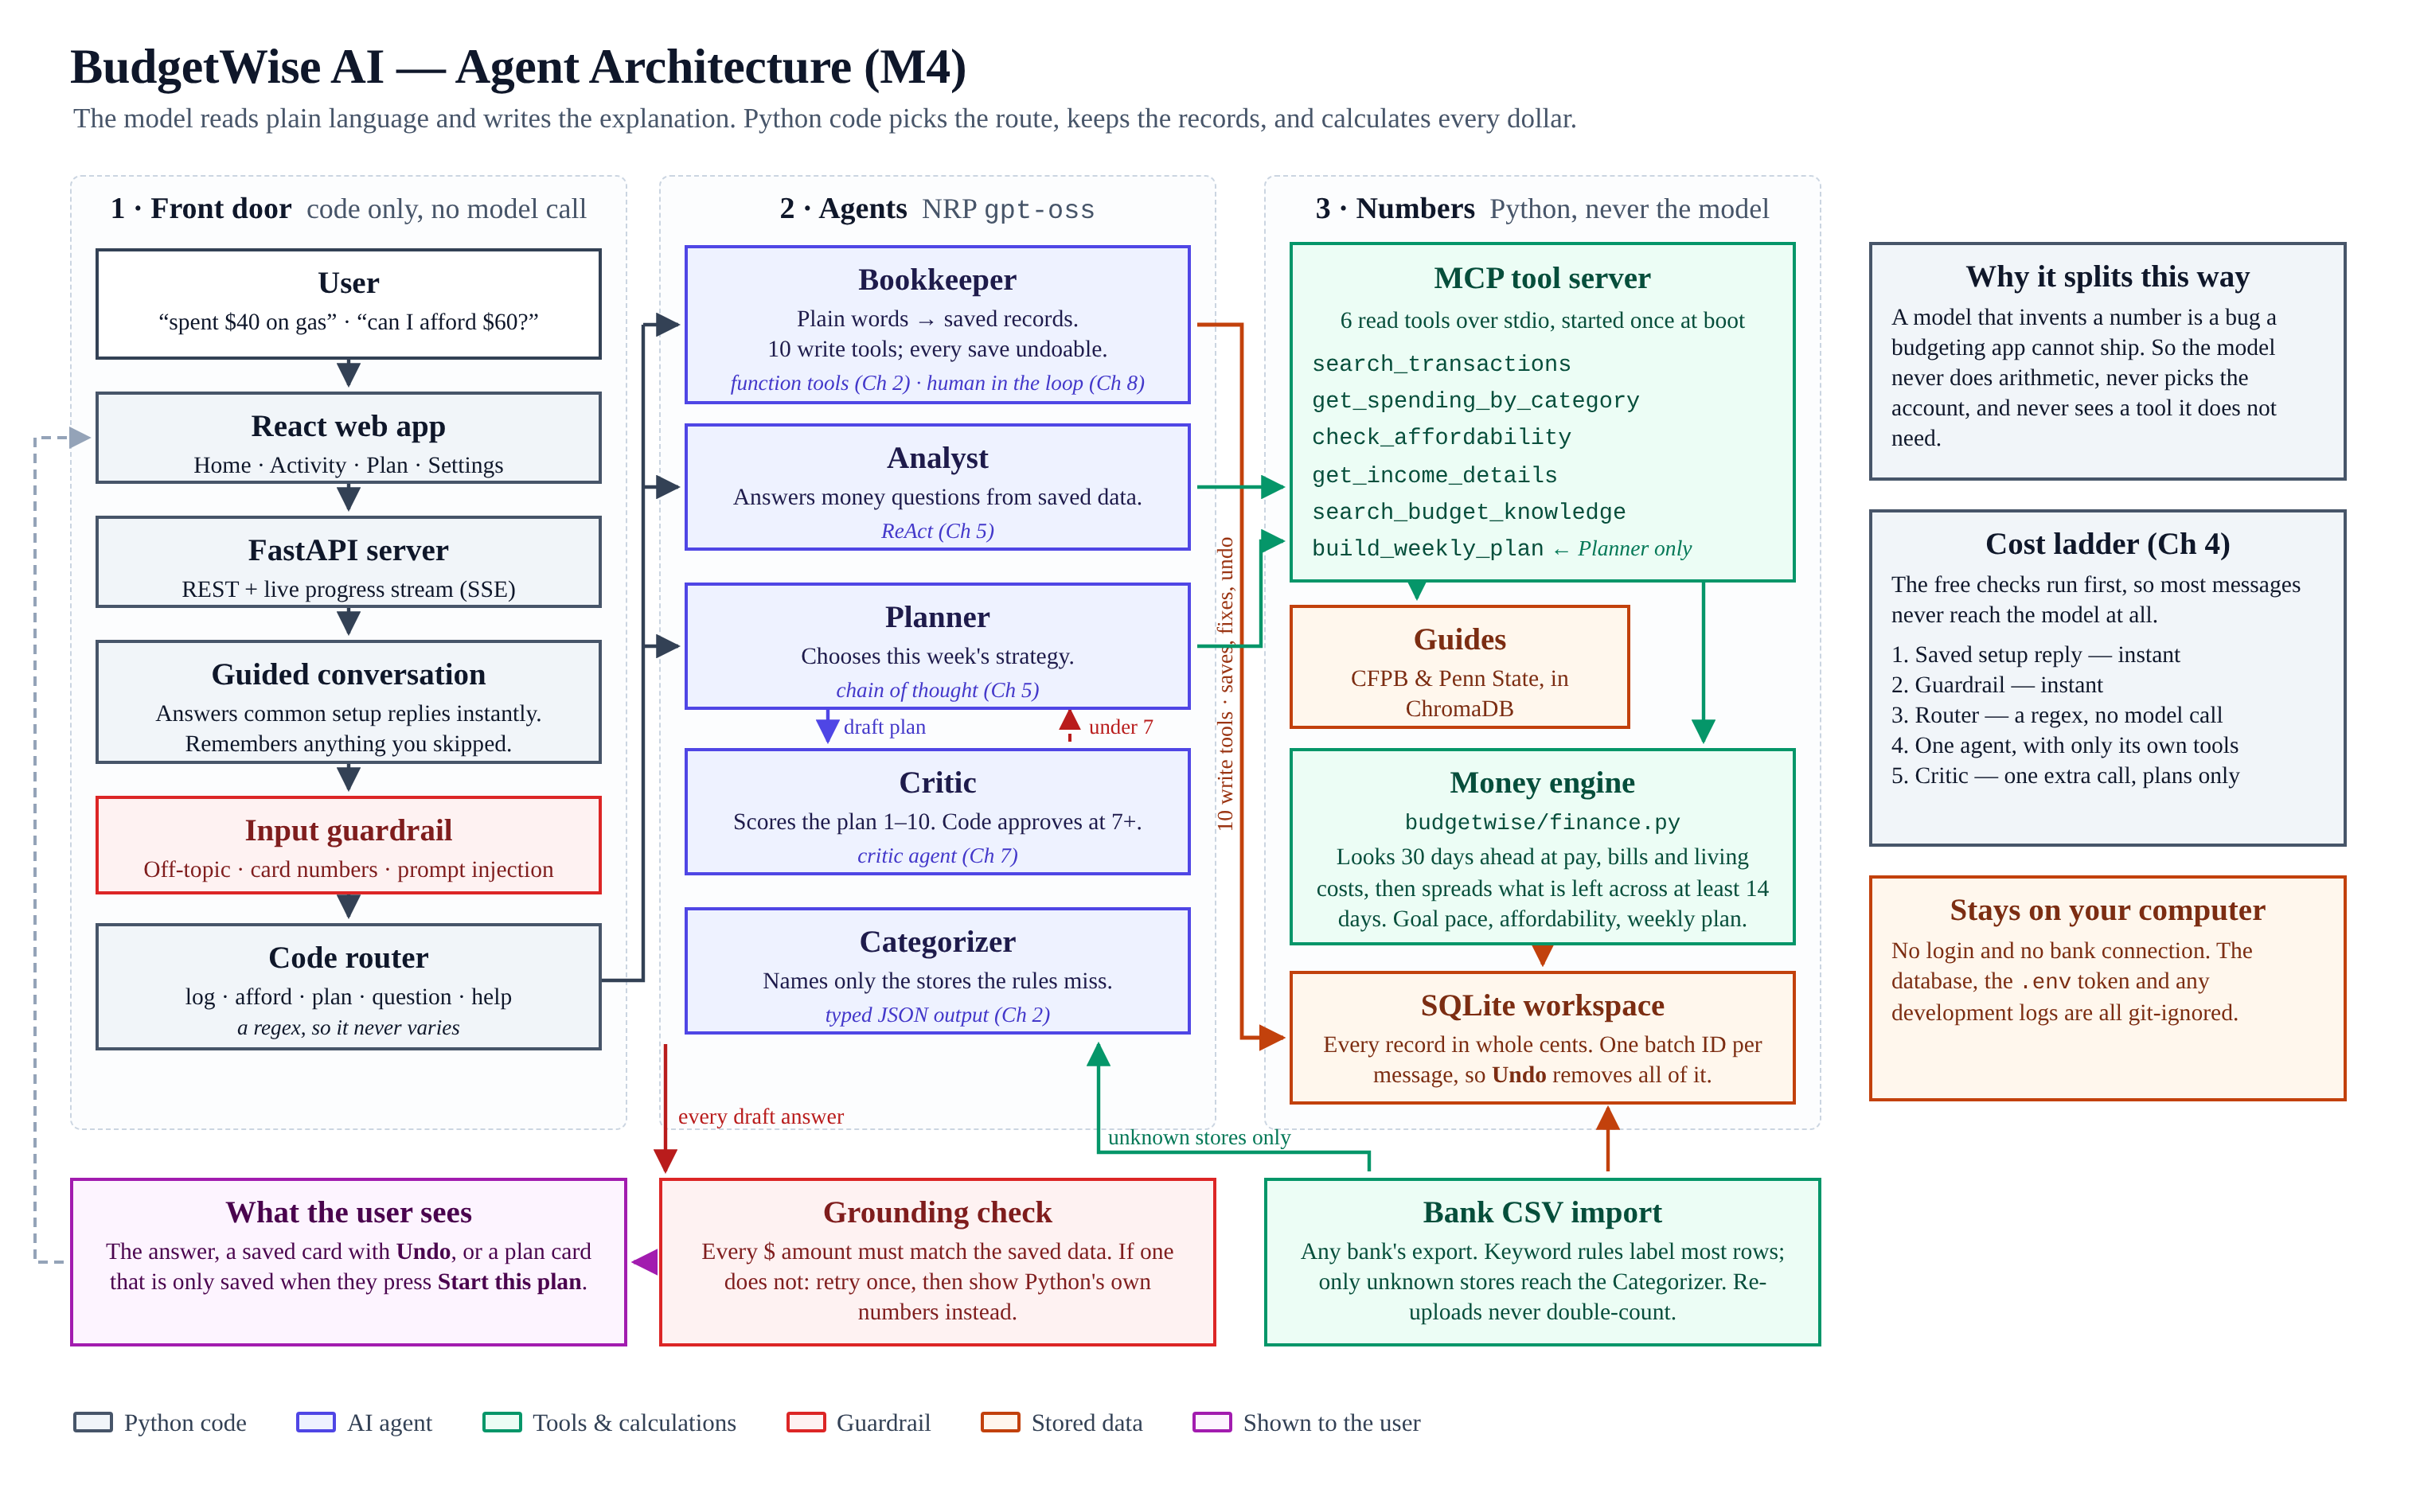 BudgetWise AI — Agent Architecture (M4)
The model reads plain language and writes the explanation. Python code picks the route, keeps the records, and calculates every dollar.
1 · Front door code only, no model call
User
“spent $40 on gas” · “can I afford $60?”
React web app
Home · Activity · Plan · Settings
FastAPI server
REST + live progress stream (SSE)
Guided conversation
Answers common setup replies instantly.
Remembers anything you skipped.
Input guardrail
Off-topic · card numbers · prompt injection
Code router
log · afford · plan · question · help
a regex, so it never varies
2 · Agents NRP gpt-oss
Bookkeeper
Plain words → saved records.
10 write tools; every save undoable.
function tools (Ch 2) · human in the loop (Ch 8)
Analyst
Answers money questions from saved data.
ReAct (Ch 5)
Planner
Chooses this week's strategy.
chain of thought (Ch 5)
draft plan
under 7
Critic
Scores the plan 1–10. Code approves at 7+.
critic agent (Ch 7)
Categorizer
Names only the stores the rules miss.
typed JSON output (Ch 2)
every draft answer
unknown stores only
10 write tools · saves, fixes, undo
3 · Numbers Python, never the model
MCP tool server
6 read tools over stdio, started once at boot
search_transactions
get_spending_by_category
check_affordability
get_income_details
search_budget_knowledge
build_weekly_plan ← Planner only
Guides
CFPB & Penn State, in
ChromaDB
Money engine
budgetwise/finance.py
Looks 30 days ahead at pay, bills and living
costs, then spreads what is left across at least 14
days. Goal pace, affordability, weekly plan.
SQLite workspace
Every record in whole cents. One batch ID per
message, so Undo removes all of it.
Why it splits this way
A model that invents a number is a bug a
budgeting app cannot ship. So the model
never does arithmetic, never picks the
account, and never sees a tool it does not
need.
Cost ladder (Ch 4)
The free checks run first, so most messages
never reach the model at all.
1. Saved setup reply — instant
2. Guardrail — instant
3. Router — a regex, no model call
4. One agent, with only its own tools
5. Critic — one extra call, plans only
Stays on your computer
No login and no bank connection. The
database, the .env token and any
development logs are all git-ignored.
What the user sees
The answer, a saved card with Undo, or a plan card
that is only saved when they press Start this plan.
Grounding check
Every $ amount must match the saved data. If one
does not: retry once, then show Python's own
numbers instead.
Bank CSV import
Any bank's export. Keyword rules label most rows;
only unknown stores reach the Categorizer. Re-
uploads never double-count.
Python code
AI agent
Tools & calculations
Guardrail
Stored data
Shown to the user